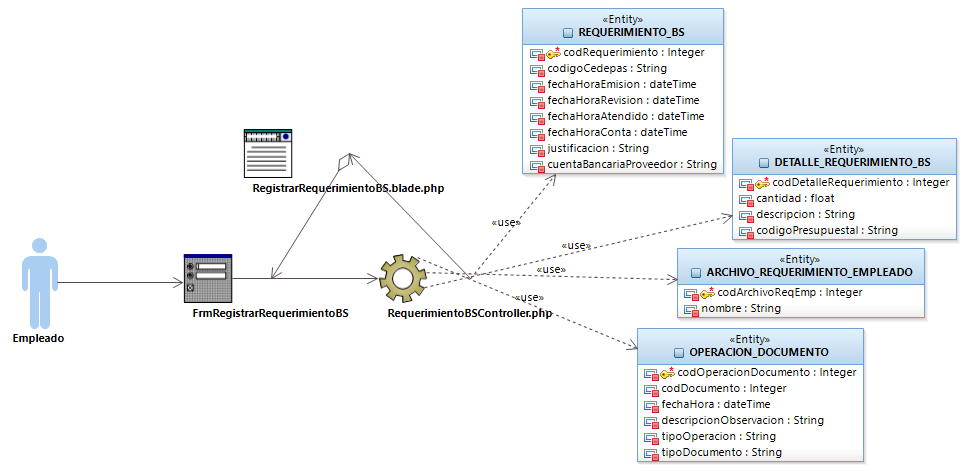 «Entity»
REQUERIMIENTO_BS
codRequerimiento : Integer
codigoCedepas : String
fechaHoraEmision : dateTime
fechaHoraRevision : dateTime
fechaHoraAtendido : dateTime
fechaHoraConta : dateTime
justificacion : String
cuentaBancariaProveedor : String
«Entity»
DETALLE_REQUERIMIENTO_BS
codDetalleRequerimiento : Integer
cantidad : float
descripcion : String
codigoPresupuestal : String
RegistrarRequerimientoBS.blade.php
«use»
«use»
«use»
«use»
«Entity»
ARCHIVO_REQUERIMIENTO_EMPLEADO
codArchivoReqEmp : Integer
nombre : String
FrmRegistrarRequerimientoBS
RequerimientoBSController.php
Empleado
«Entity»
OPERACION_DOCUMENTO
codOperacionDocumento : Integer
codDocumento : Integer
fechaHora : dateTime
descripcionObservacion : String
tipoOperacion : String
tipoDocumento : String